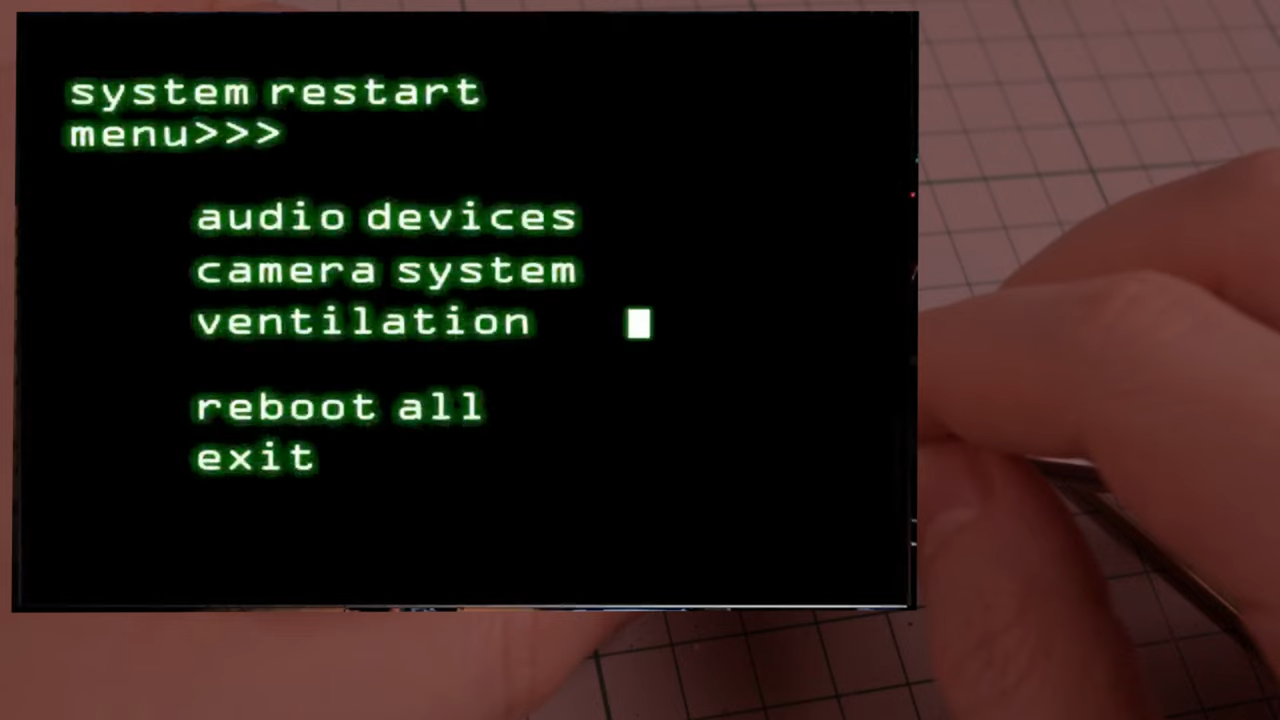 system restart
menu>>>
audio devices
camera system
ventilation
reboot all
exit